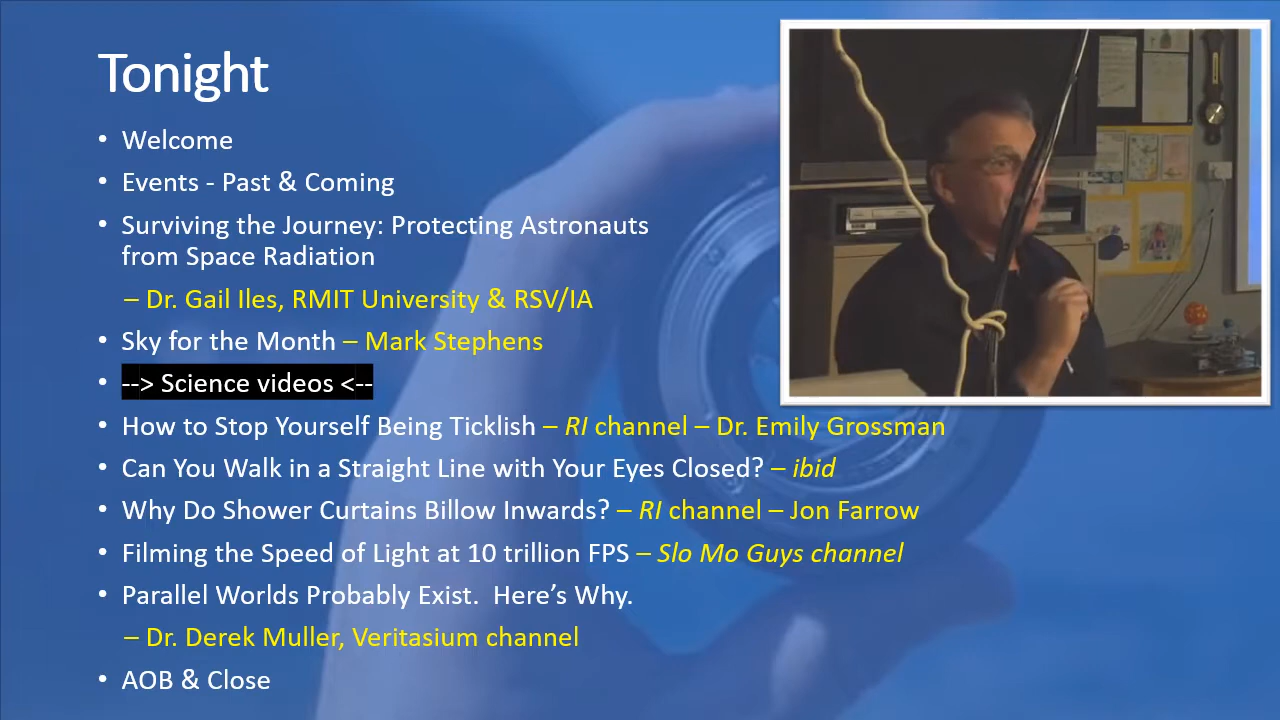 Tonight
• Welcome
• Events - Past & Coming
• Surviving the Journey: Protecting Astronauts
from Space Radiation
– Dr. Gail Iles, RMIT University & RSV/IA
• Sky for the Month – Mark Stephens
• --> Science videos <--
• How to Stop Yourself Being Ticklish – RI channel – Dr. Emily Grossman
• Can You Walk in a Straight Line with Your Eyes Closed? – ibid
• Why Do Shower Curtains Billow Inwards? – RI channel – Jon Farrow
• Filming the Speed of Light at 10 trillion FPS – Slo Mo Guys channel
• Parallel Worlds Probably Exist.  Here’s Why.
– Dr. Derek Muller, Veritasium channel
• AOB & Close